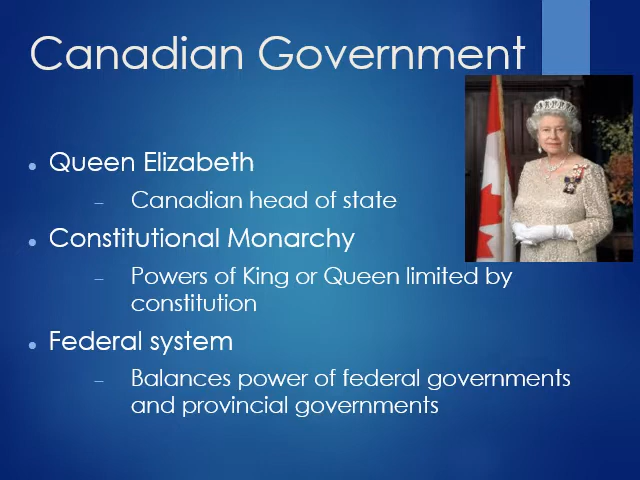 Canadian Government
Queen Elizabeth
– Canadian head of state
Constitutional Monarchy
– Powers of King or Queen limited by
constitution
Federal system
– Balances power of federal governments
and provincial governments